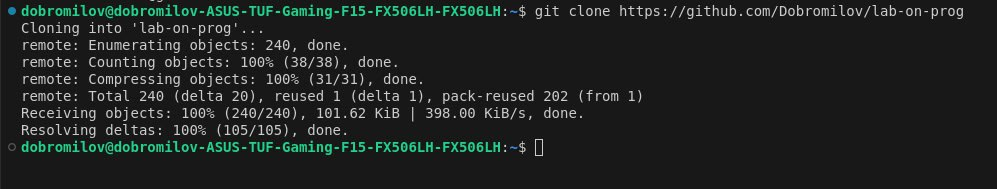 dobromilov@dobromilov-ASUS-TUF-Gaming-F15-FX506LH-FX506LH:~$ git clone https://github.com/Dobromilov/lab-on-prog
Cloning into 'lab-on-prog'...
remote: Enumerating objects: 240, done.
remote: Counting objects: 100% (38/38), done.
remote: Compressing objects: 100% (31/31), done.
remote: Total 240 (delta 20), reused 1 (delta 1), pack-reused 202 (from 1)
Receiving objects: 100% (240/240), 101.62 KiB | 398.00 KiB/s, done.
Resolving deltas: 100% (105/105), done.
dobromilov@dobromilov-ASUS-TUF-Gaming-F15-FX506LH-FX506LH:~$